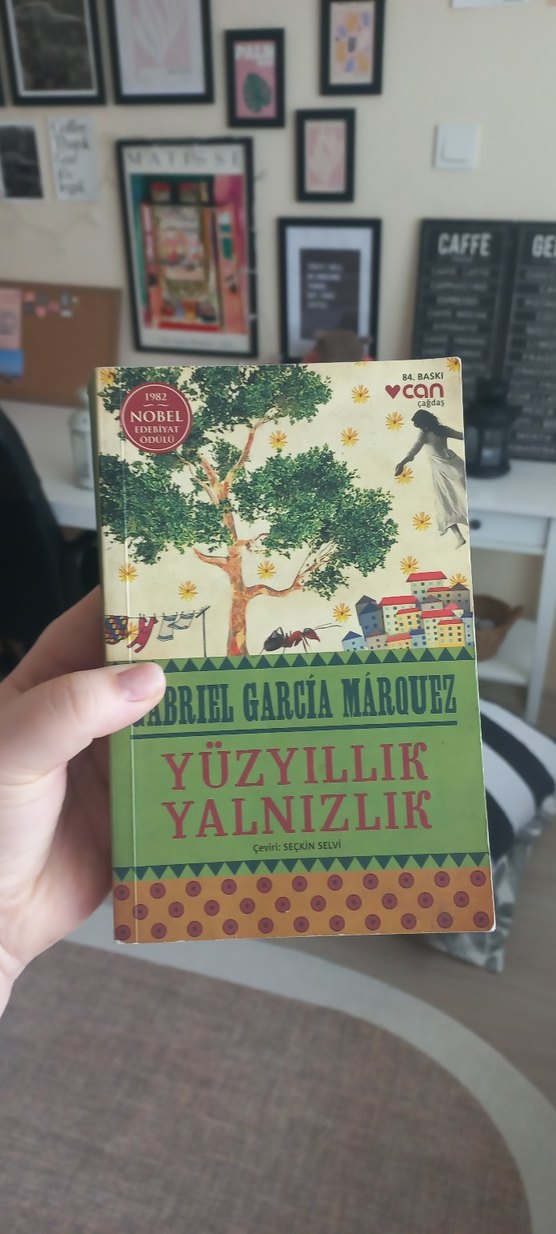 MATISSE
CAFFE
84. BASKI
can
çağdaş
1982
NOBEL
EDEBİYAT
ÖDÜLÜ
GABRIEL GARCÍA MÁRQUEZ
YÜZYILLIK
YALNIZLIK
Çeviri: SEÇKİN SELVİ